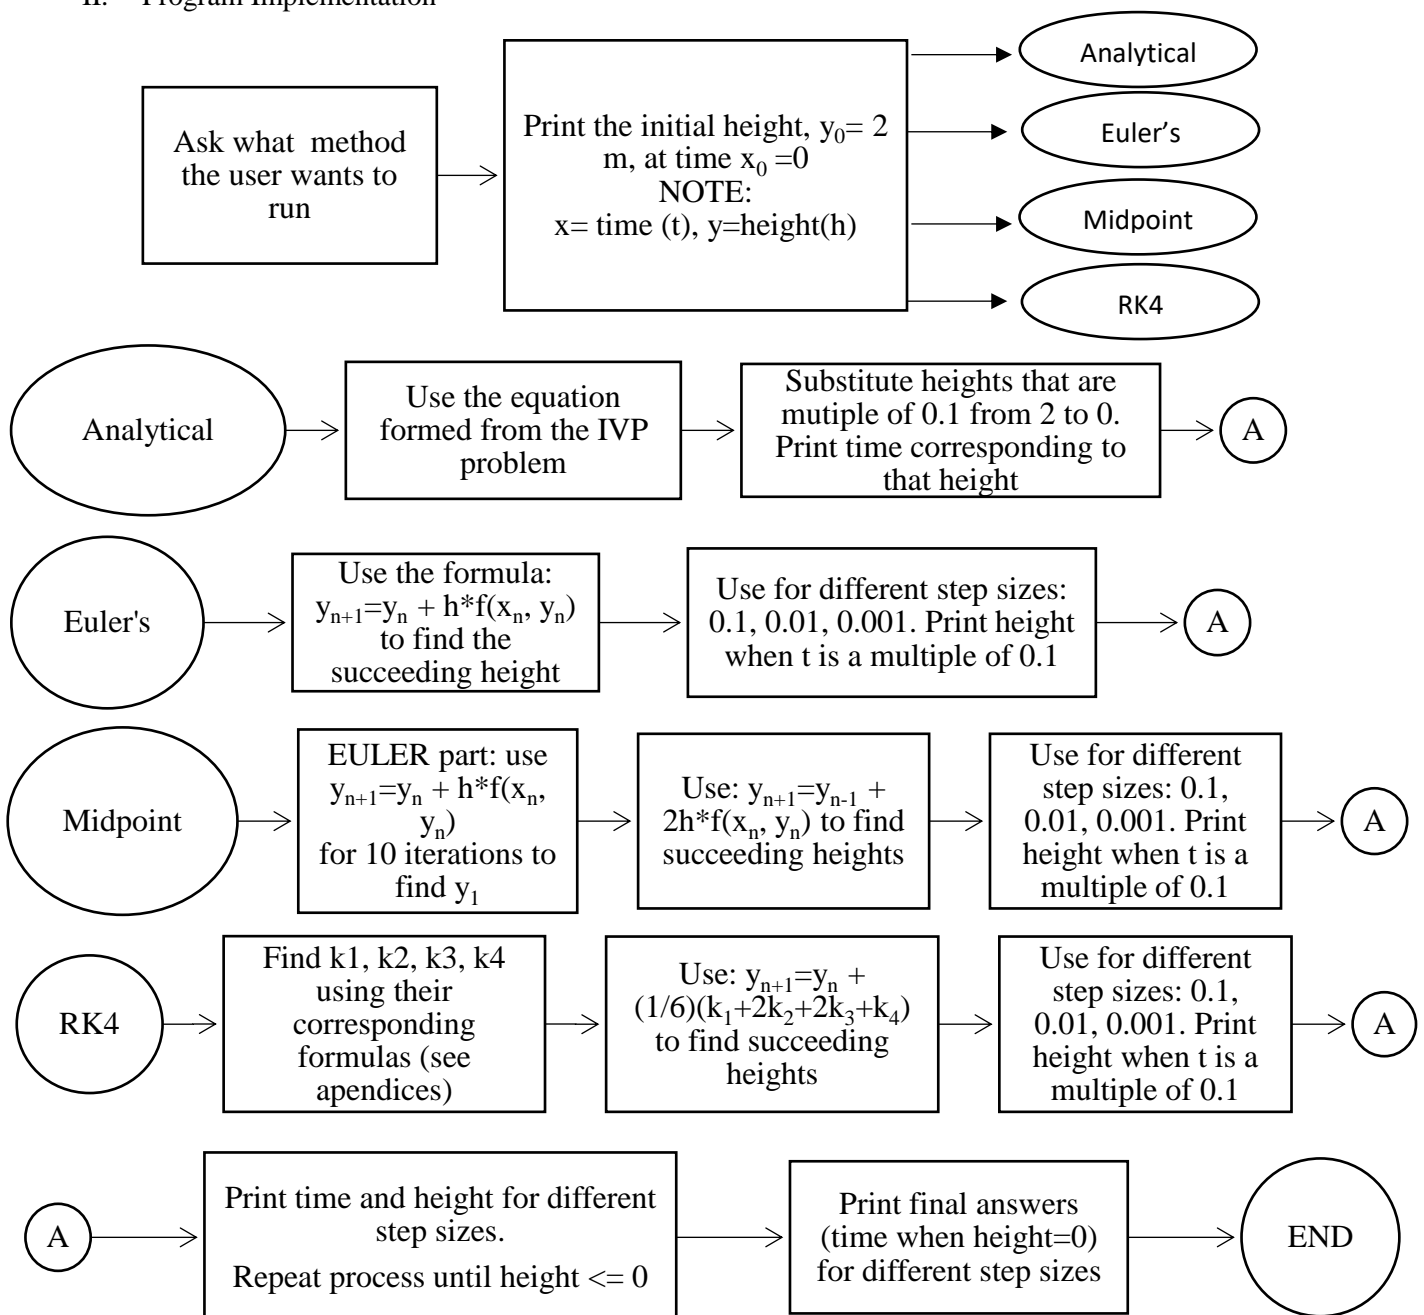 II. Program Implementation
Ask what method
the user wants to
run
Print the initial height, y₀= 2
m, at time x₀ =0
NOTE:
x= time (t), y=height(h)
Analytical
Euler’s
Midpoint
RK4
Analytical
Use the equation
formed from the IVP
problem
Substitute heights that are
mutiple of 0.1 from 2 to 0.
Print time corresponding to
that height
A
Euler's
Use the formula:
yₙ₊₁=yₙ + h*f(xₙ, yₙ)
to find the
succeeding height
Use for different step sizes:
0.1, 0.01, 0.001. Print height
when t is a multiple of 0.1
A
Midpoint
EULER part: use
yₙ₊₁=yₙ + h*f(xₙ,
yₙ)
for 10 iterations to
find y₁
Use: yₙ₊₁=yₙ₋₁ +
2h*f(xₙ, yₙ) to find
succeeding heights
Use for different
step sizes: 0.1,
0.01, 0.001. Print
height when t is a
multiple of 0.1
A
RK4
Find k1, k2, k3, k4
using their
corresponding
formulas (see
apendices)
Use: yₙ₊₁=yₙ +
(1/6)(k₁+2k₂+2k₃+k₄)
to find succeeding
heights
Use for different
step sizes: 0.1,
0.01, 0.001. Print
height when t is a
multiple of 0.1
A
A
Print time and height for different
step sizes.
Repeat process until height <= 0
Print final answers
(time when height=0)
for different step sizes
END